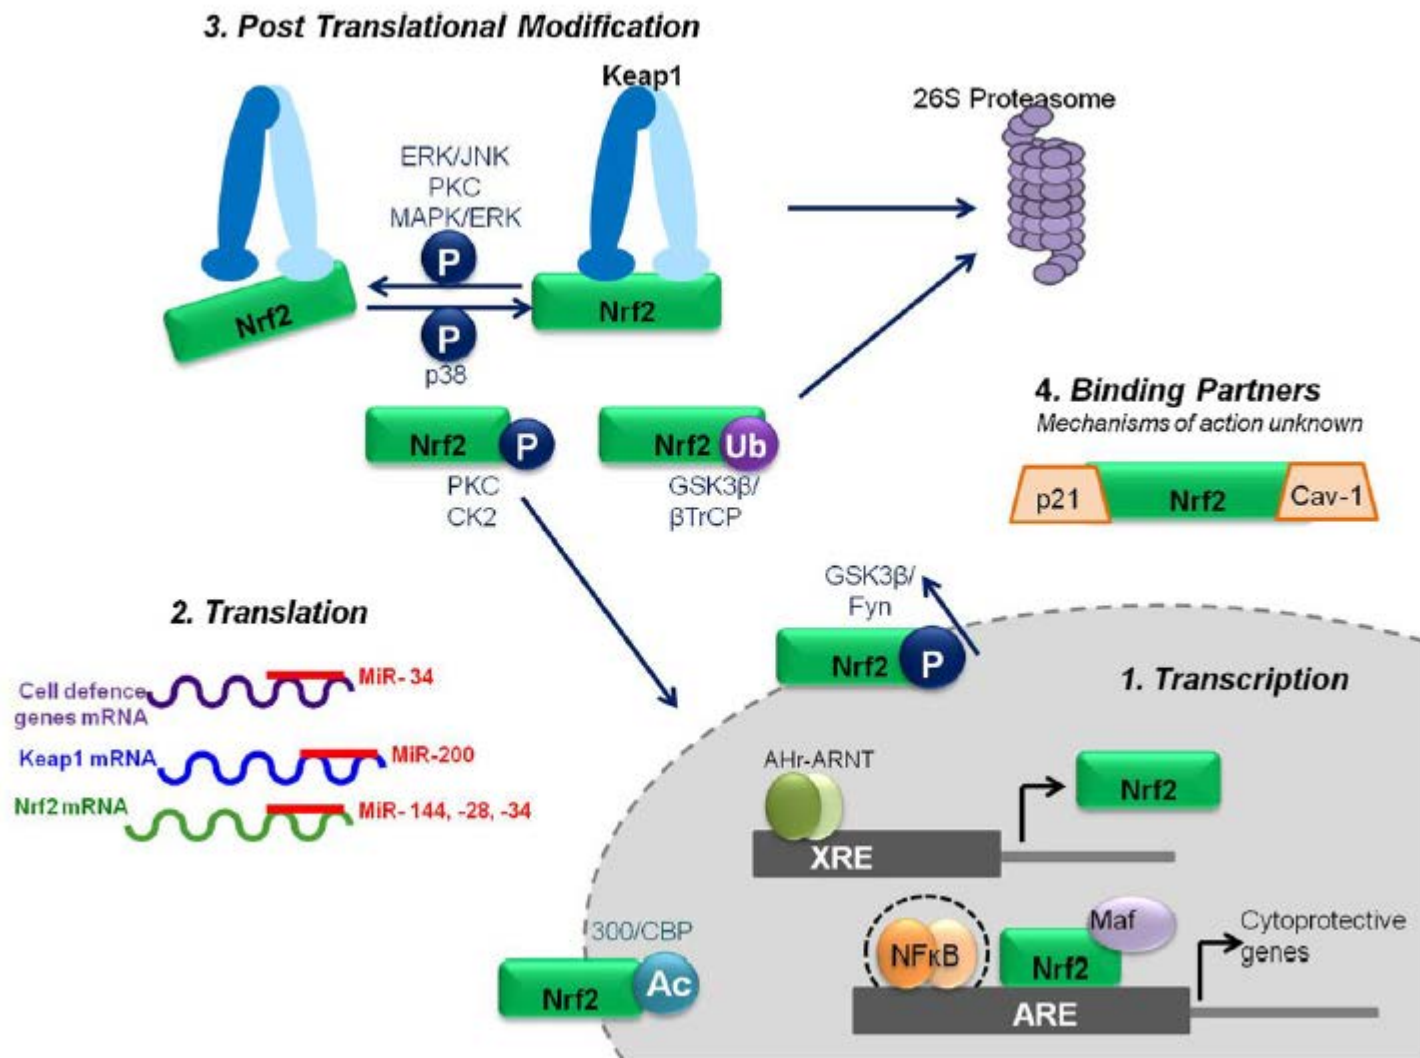 3. Post Translational Modification
Keap1
26S Proteasome
ERK/JNK
PKC
MAPK/ERK
P
Nrf2
Nrf2
P
p38
Nrf2
P
PKC
CK2
Nrf2
Ub
GSK3β/
βTrCP
4. Binding Partners
Mechanisms of action unknown
p21
Nrf2
Cav-1
2. Translation
MiR- 34
Cell defence
genes mRNA
Keap1 mRNA
MiR-200
Nrf2 mRNA
MiR- 144, -28, -34
GSK3β/
Fyn
Nrf2
P
1. Transcription
AHr-ARNT
XRE
Nrf2
NFκB
Nrf2
Maf
ARE
Cytoprotective
genes
300/CBP
Nrf2
Ac